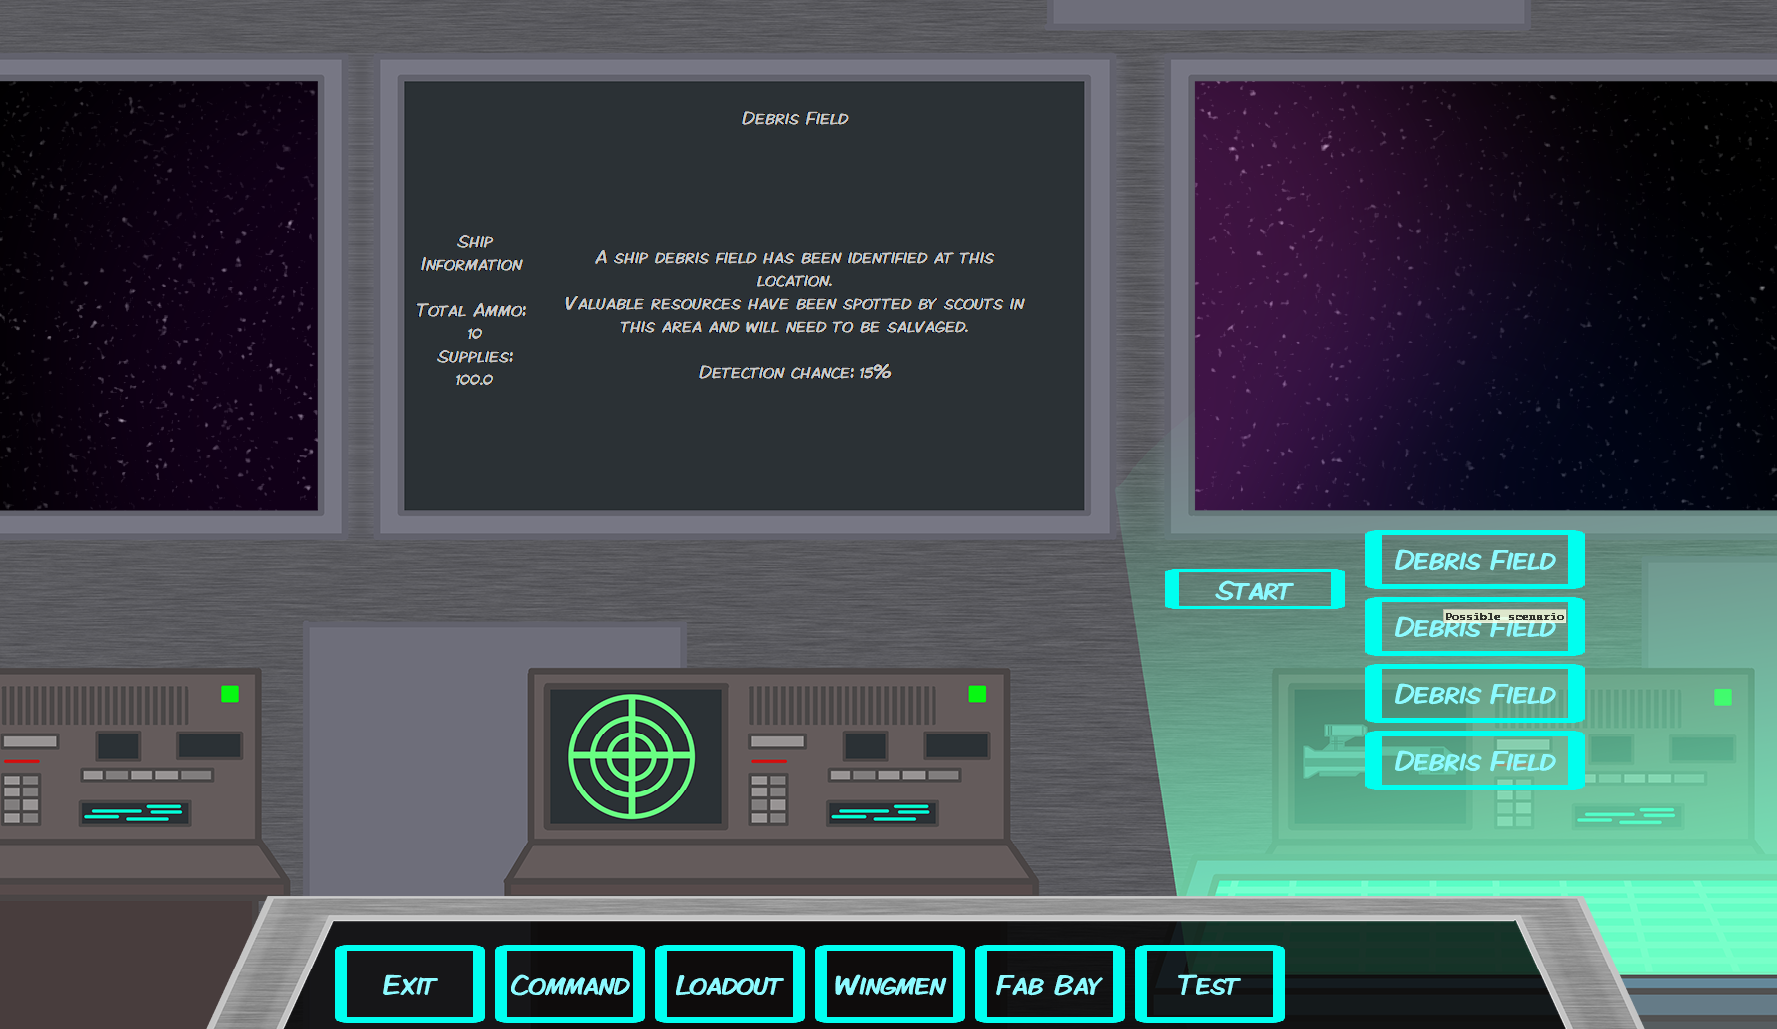 Debris Field
Ship
Information
Total Ammo:
10
Supplies:
100.0
A ship debris field has been identified at this
location.
Valuable resources have been spotted by scouts in
this area and will need to be salvaged.
Detection chance: 15%
Start
Debris Field
Debris Field
Possible scenario
Debris Field
Debris Field
Exit
Command
Loadout
Wingmen
Fab Bay
Test